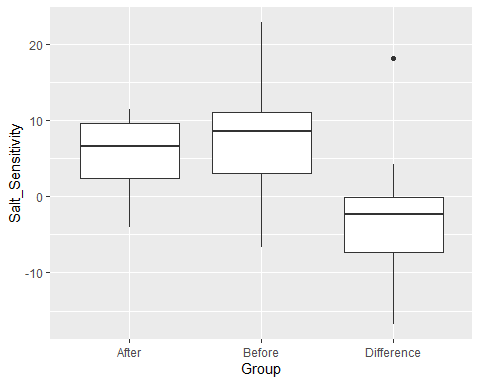 Salt_Sensitivity
20
10
0
-10
After Before Difference
Group